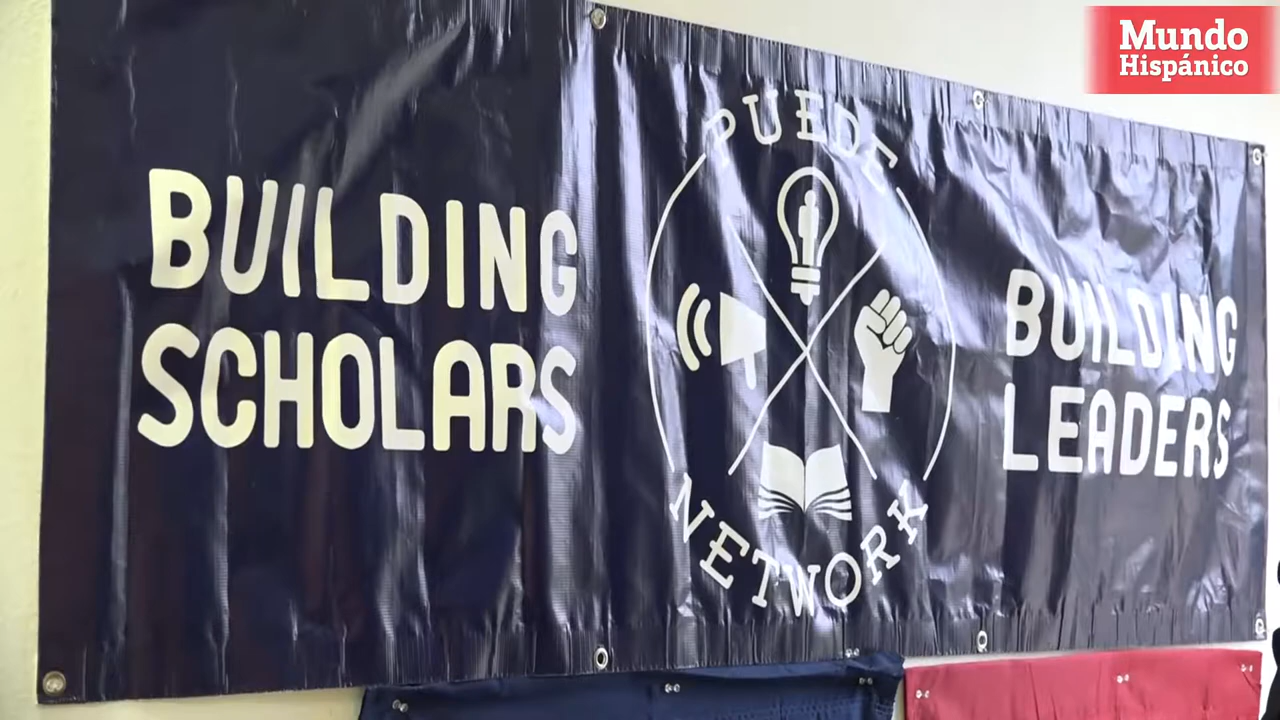 Mundo
Hispánico
BUILDING
SCHOLARS
PUEDE
NETWORK
BUILDING
LEADERS